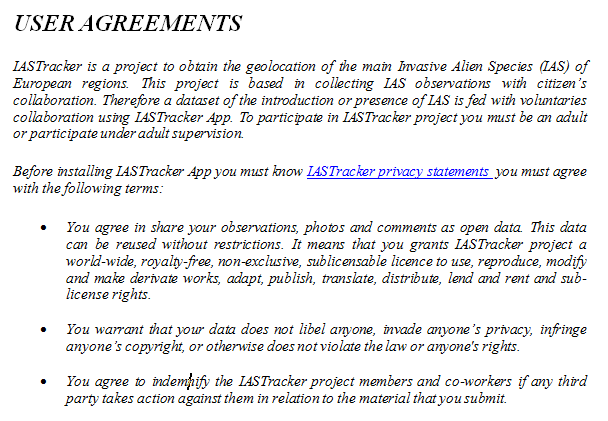 USER AGREEMENTS
IASTracker is a project to obtain the geolocation of the main Invasive Alien Species (IAS) of
European regions. This project is based in collecting IAS observations with citizen's
collaboration. Therefore a dataset of the introduction or presence of IAS is fed with voluntaries
collaboration using IASTracker App. To participate in IASTracker project you must be an adult
or participate under adult supervision.
Before installing IASTracker App you must know IASTracker privacy statements you must agree
with the following terms:
• You agree in share your observations, photos and comments as open data. This data
can be reused without restrictions. It means that you grants IASTracker project a
world-wide, royalty-free, non-exclusive, sublicensable licence to use, reproduce, modify
and make derivate works, adapt, publish, translate, distribute, lend and rent and sub-
license rights.
• You warrant that your data does not libel anyone, invade anyone's privacy, infringe
anyone's copyright, or otherwise does not violate the law or anyone's rights.
• You agree to indemnify the IASTracker project members and co-workers if any third
party takes action against them in relation to the material that you submit.